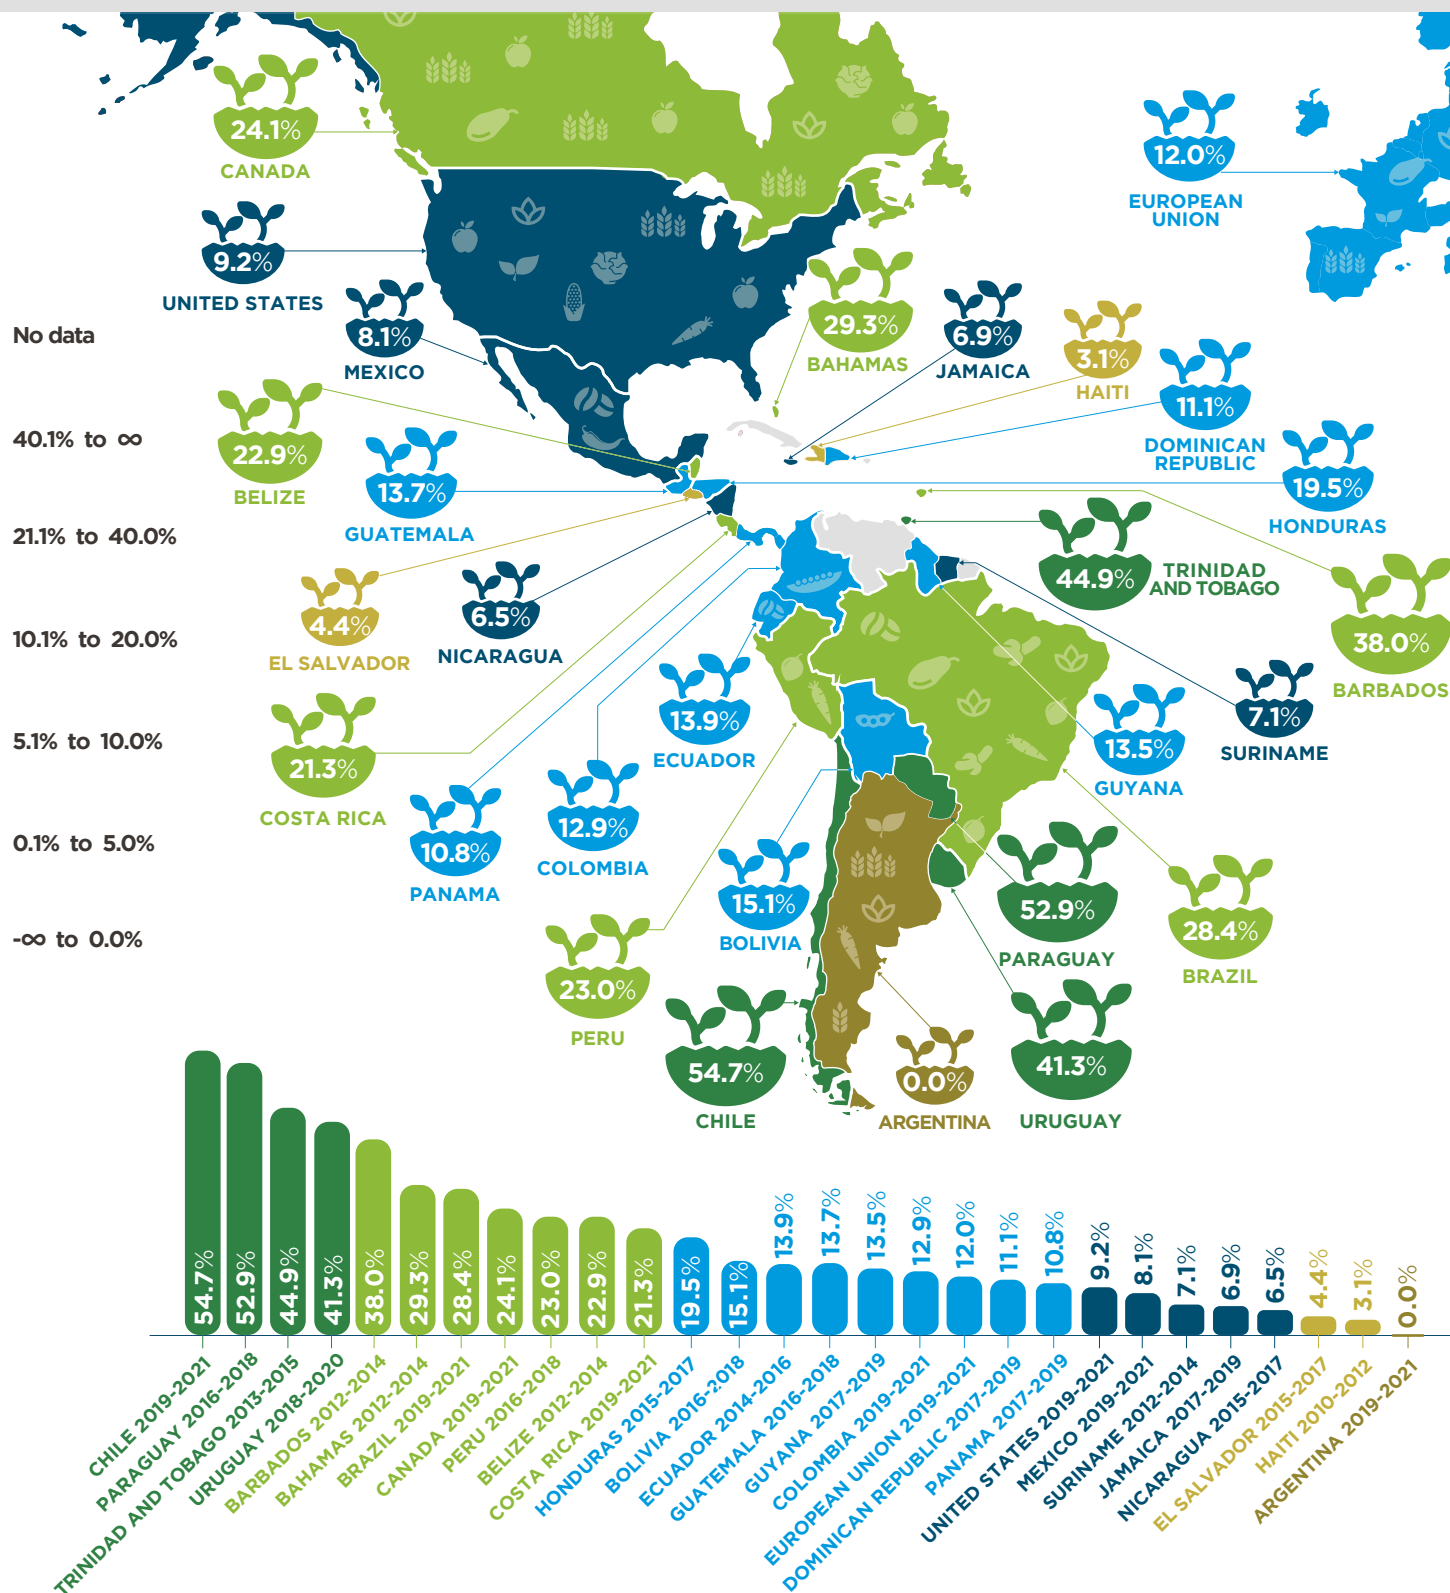 24.1%
CANADA
12.0%
EUROPEAN
UNION
9.2%
UNITED STATES
8.1%
MEXICO
29.3%
BAHAMAS
6.9%
JAMAICA
3.1%
HAITI
11.1%
DOMINICAN
REPUBLIC
No data
40.1% to ∞
21.1% to 40.0%
10.1% to 20.0%
5.1% to 10.0%
0.1% to 5.0%
-∞ to 0.0%
22.9%
BELIZE
13.7%
GUATEMALA
19.5%
HONDURAS
44.9%
TRINIDAD
AND TOBAGO
38.0%
BARBADOS
4.4%
EL SALVADOR
6.5%
NICARAGUA
13.9%
ECUADOR
7.1%
SURINAME
13.5%
GUYANA
21.3%
COSTA RICA
10.8%
PANAMA
12.9%
COLOMBIA
15.1%
BOLIVIA
52.9%
PARAGUAY
28.4%
BRAZIL
23.0%
PERU
54.7%
CHILE
0.0%
ARGENTINA
41.3%
URUGUAY
54.7%
52.9%
44.9%
41.3%
38.0%
29.3%
28.4%
24.1%
23.0%
22.9%
21.3%
19.5%
15.1%
13.9%
13.7%
13.5%
12.9%
12.0%
11.1%
10.8%
9.2%
8.1%
7.1%
6.9%
6.5%
4.4%
3.1%
0.0%
CHILE 2019-2021
PARAGUAY 2016-2018
TRINIDAD AND TOBAGO 2013-2015
URUGUAY 2018-2020
BARBADOS 2012-2014
BAHAMAS 2012-2014
BRAZIL 2019-2021
CANADA 2019-2021
PERU 2016-2018
BELIZE 2012-2014
COSTA RICA 2019-2021
HONDURAS 2015-2017
BOLIVIA 2016-2018
ECUADOR 2014-2016
GUATEMALA 2016-2018
GUYANA 2017-2019
COLOMBIA 2019-2021
EUROPEAN UNION 2019-2021
DOMINICAN REPUBLIC 2017-2019
PANAMA 2017-2019
UNITED STATES 2019-2021
MEXICO 2019-2021
SURINAME 2012-2014
JAMAICA 2017-2019
NICARAGUA 2015-2017
EL SALVADOR 2015-2017
HAITI 2010-2012
ARGENTINA 2019-2021